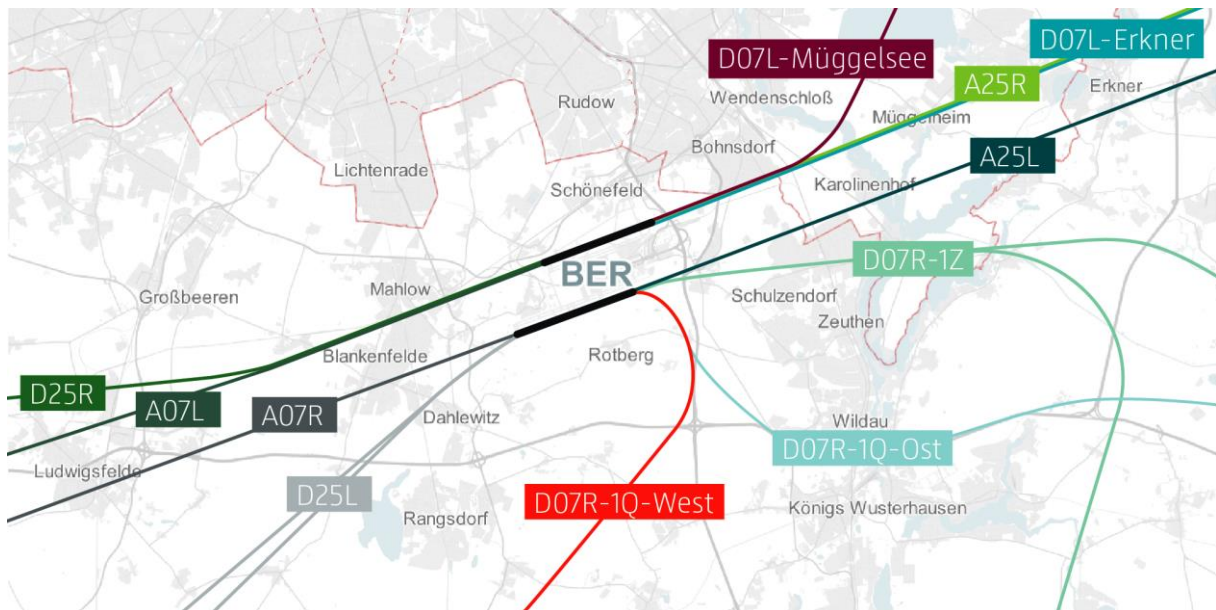 D07L-Erkner
D07L-Müggelsee
A25R
Erkner
Wendenschloß
Rudow
Müggelheim
Bohnsdorf
A25L
Lichtenrade
Karolinenhof
Schönefeld
D07R-1Z
BER
Mahlow
Großbeeren
Schulzendorf
Zeuthen
Blankenfelde
Rotberg
D25R
A07L
A07R
Dahlewitz
Wildau
D07R-1Q-Ost
Ludwigsfelde
D25L
D07R-1Q-West
Königs Wusterhausen
Rangsdorf